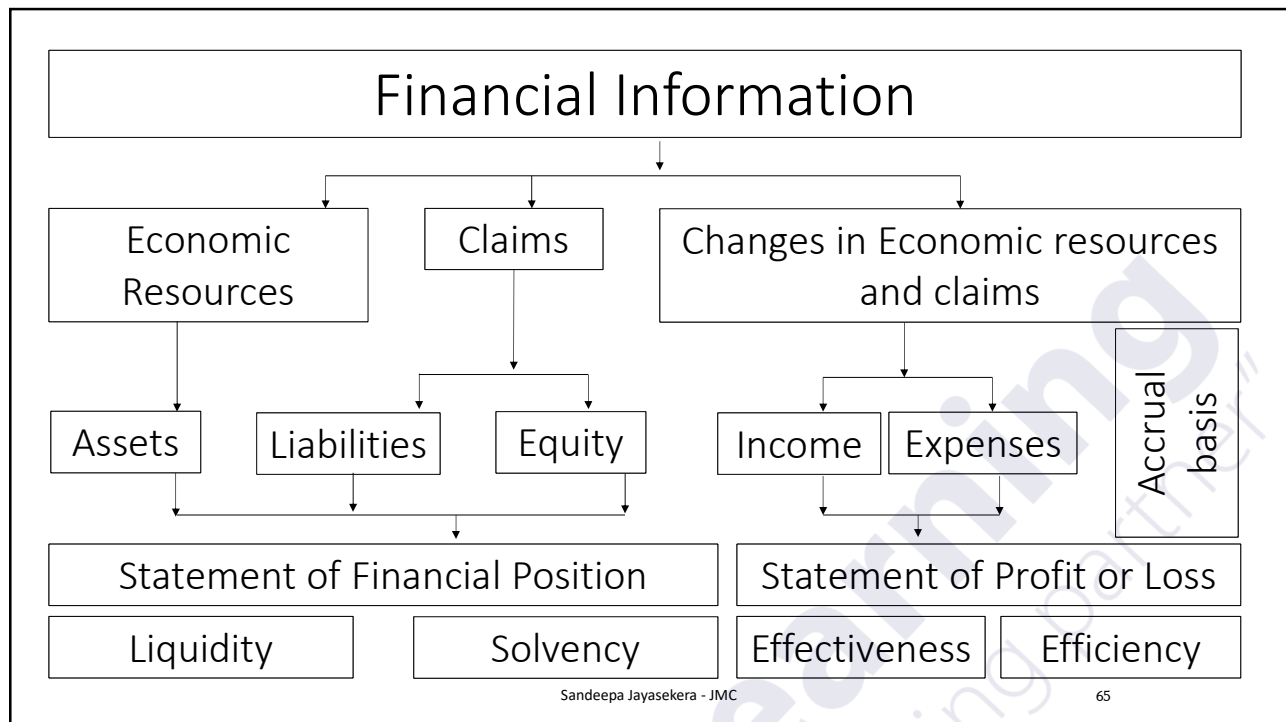 Financial Information
Economic
Resources
Claims
Changes in Economic resources
and claims
Accrual
basis
Assets
Liabilities
Equity
Income
Expenses
Statement of Financial Position
Statement of Profit or Loss
Liquidity
Solvency
Effectiveness
Efficiency
Sandeepa Jayasekera - JMC
65